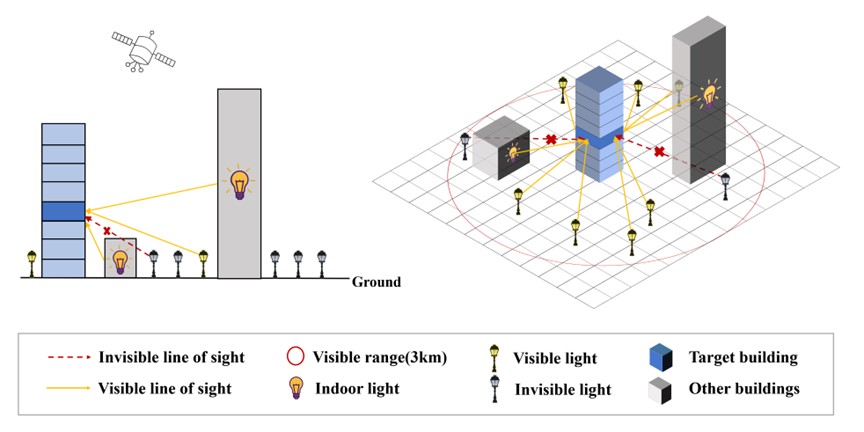 Ground
Invisible line of sight
Visible range(3km)
Visible light
Target building
Visible line of sight
Indoor light
Invisible light
Other buildings